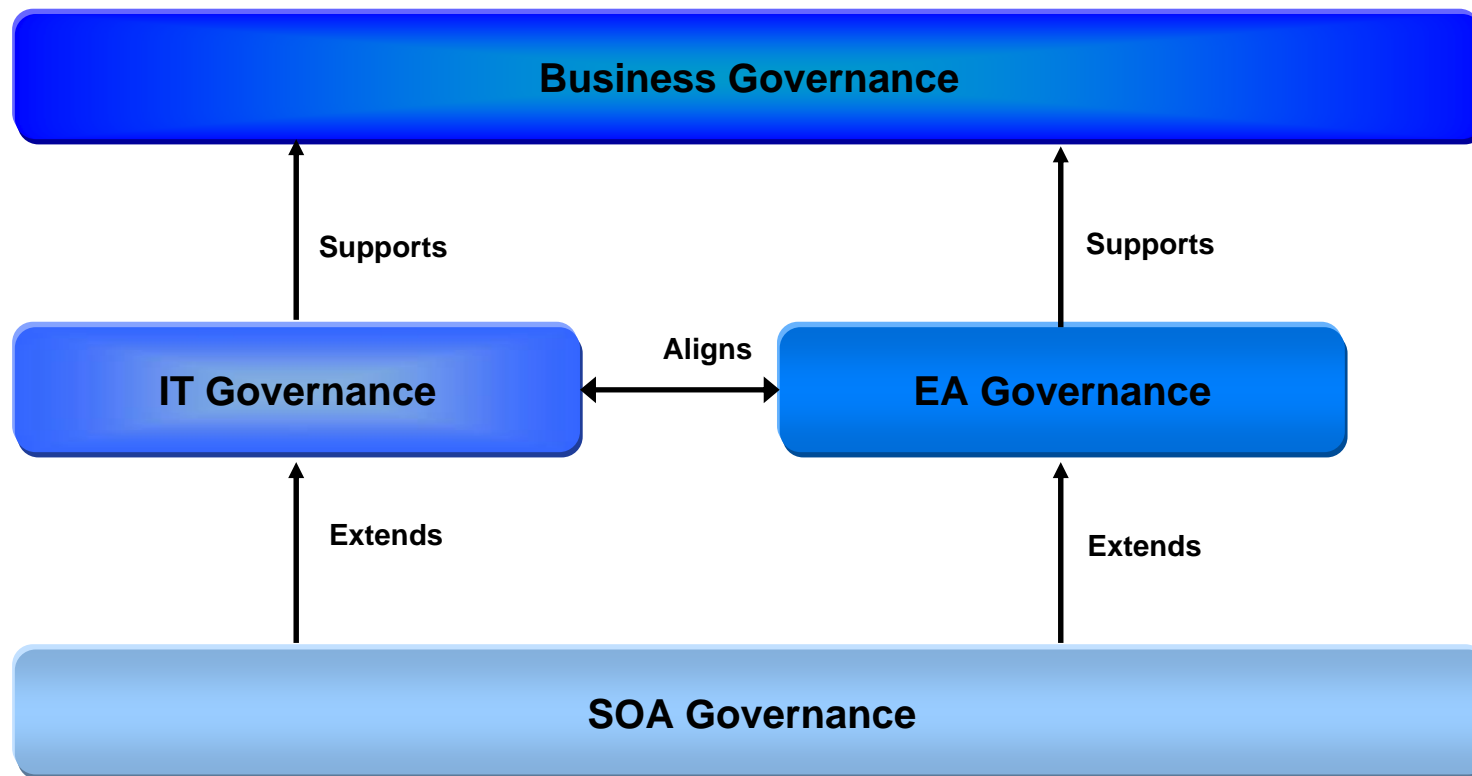 Business Governance
Supports
Supports
Aligns
IT Governance
EA Governance
Extends
Extends
SOA Governance